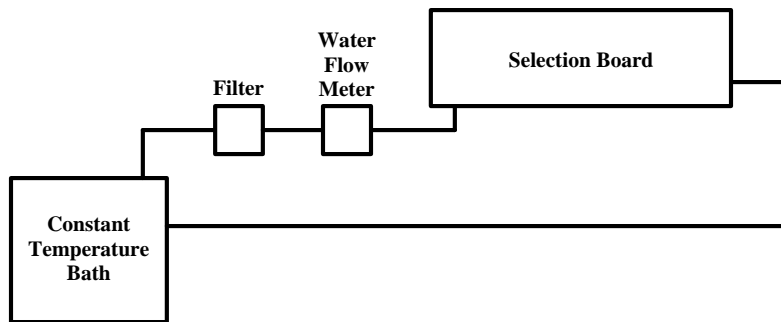 Water
Flow
Meter
Selection Board
Filter
Constant
Temperature
Bath